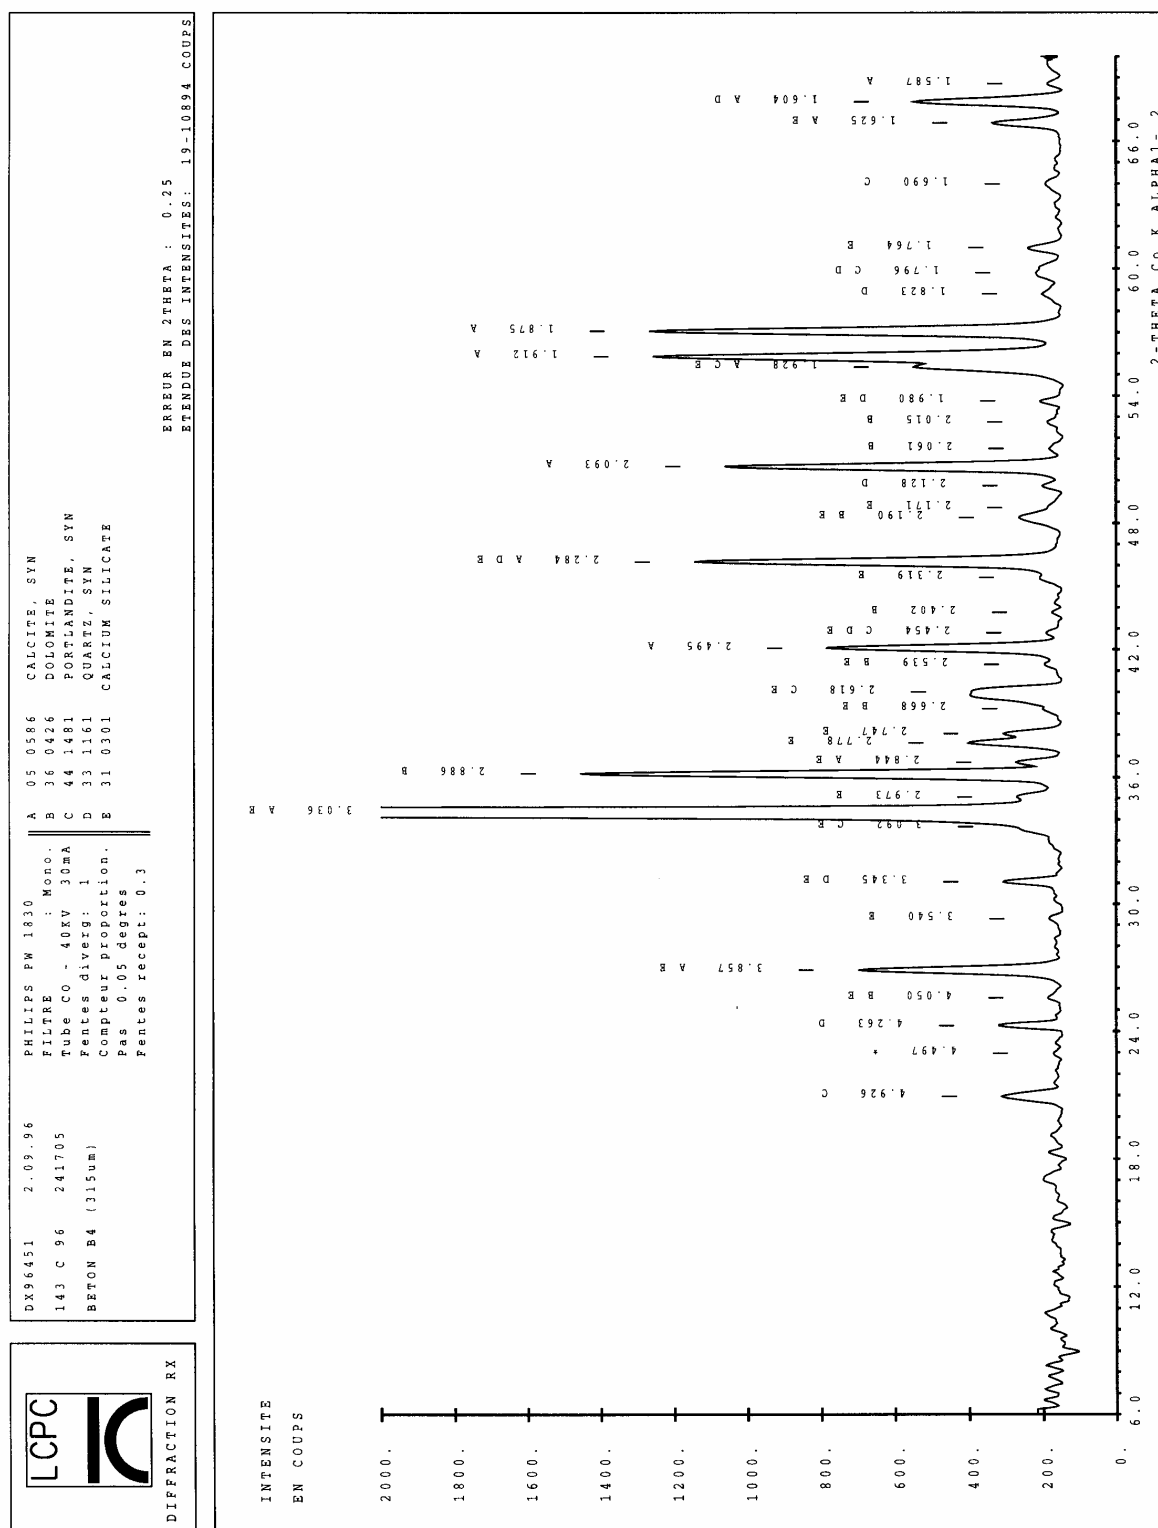 LCPC
DIFFRACTION RX
DX96451 2.09.96
143 C 96 241705
BETON B4 (315um)
PHILIPS PW 1830
FILTRE : Mono.
Tube CO - 40KV 30mA
Fentes diverg: 1
Compteur proportion.
Pas 0.05 degres
Fentes recept: 0.3
A 05 0586 CALCITE, SYN
B 36 0426 DOLOMITE
C 44 1481 PORTLANDITE, SYN
D 33 1161 QUARTZ, SYN
E 31 0301 CALCIUM SILICATE
ERREUR EN 2THETA : 0.25
ETENDUE DES INTENSITES: 19-10894 COUPS
INTENSITE
EN COUPS
2000.
1800.
1600.
1400.
1200.
1000.
800.
600.
400.
200.
0.
4.926 C
4.497 *
4.263 D
4.050 B E
3.857 A E
3.540 E
3.345 D E
3.092 C E
3.036 A E
2.973 E
2.886 B
2.844 A E
2.778 E
2.747 E
2.668 B E
2.618 C E
2.539 B E
2.495 A
2.454 C D E
2.402 B
2.319 E
2.284 A D E
2.190 B E
2.171 E
2.128 D
2.093 A
2.061 B
2.015 B
1.980 D E
1.928 A C E
1.912 A
1.875 A
1.823 D
1.796 C D
1.764 E
1.690 C
1.625 A E
1.604 A D
1.587 A
6.0 12.0 18.0 24.0 30.0 36.0 42.0 48.0 54.0 60.0 66.0
2-THETA Co K ALPHA1- 2